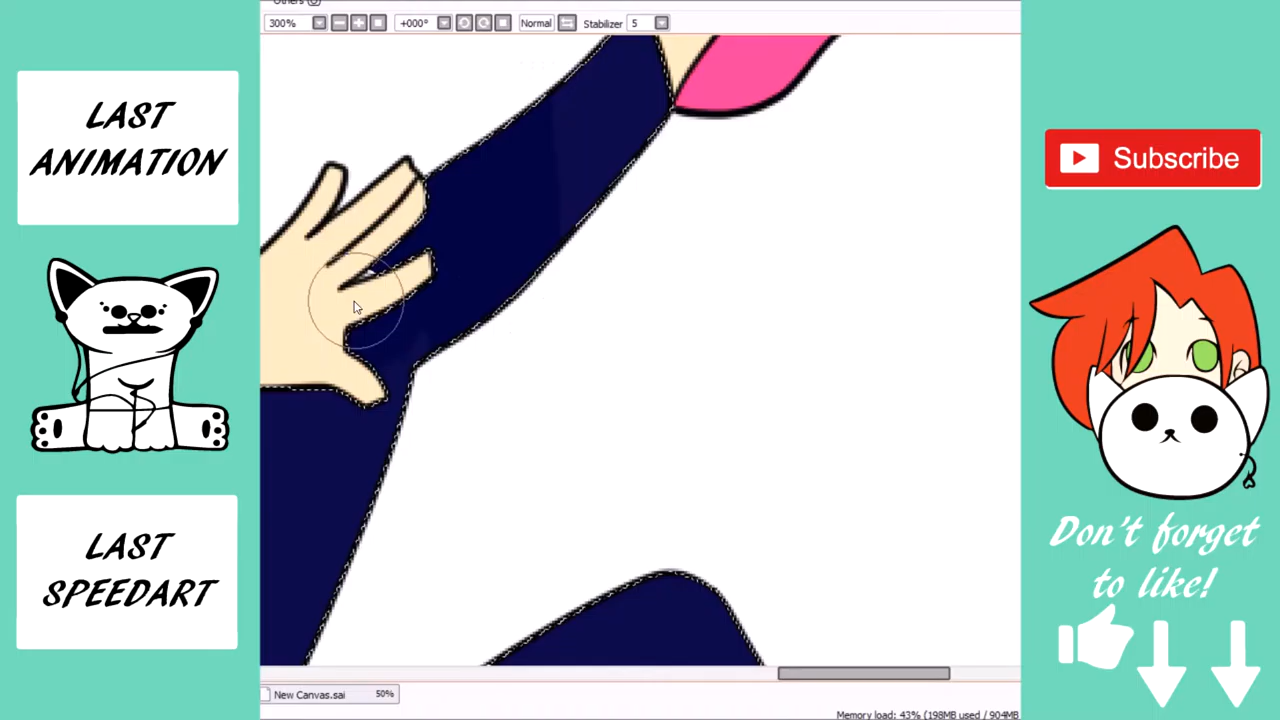 Others (O)
300%
+000°
Normal
Stabilizer 5
LAST
ANIMATION
LAST
SPEEDART
Subscribe
Don't forget
to like!
New Canvas.sai 50%
Memory load: 43% (198MB used / 904MB